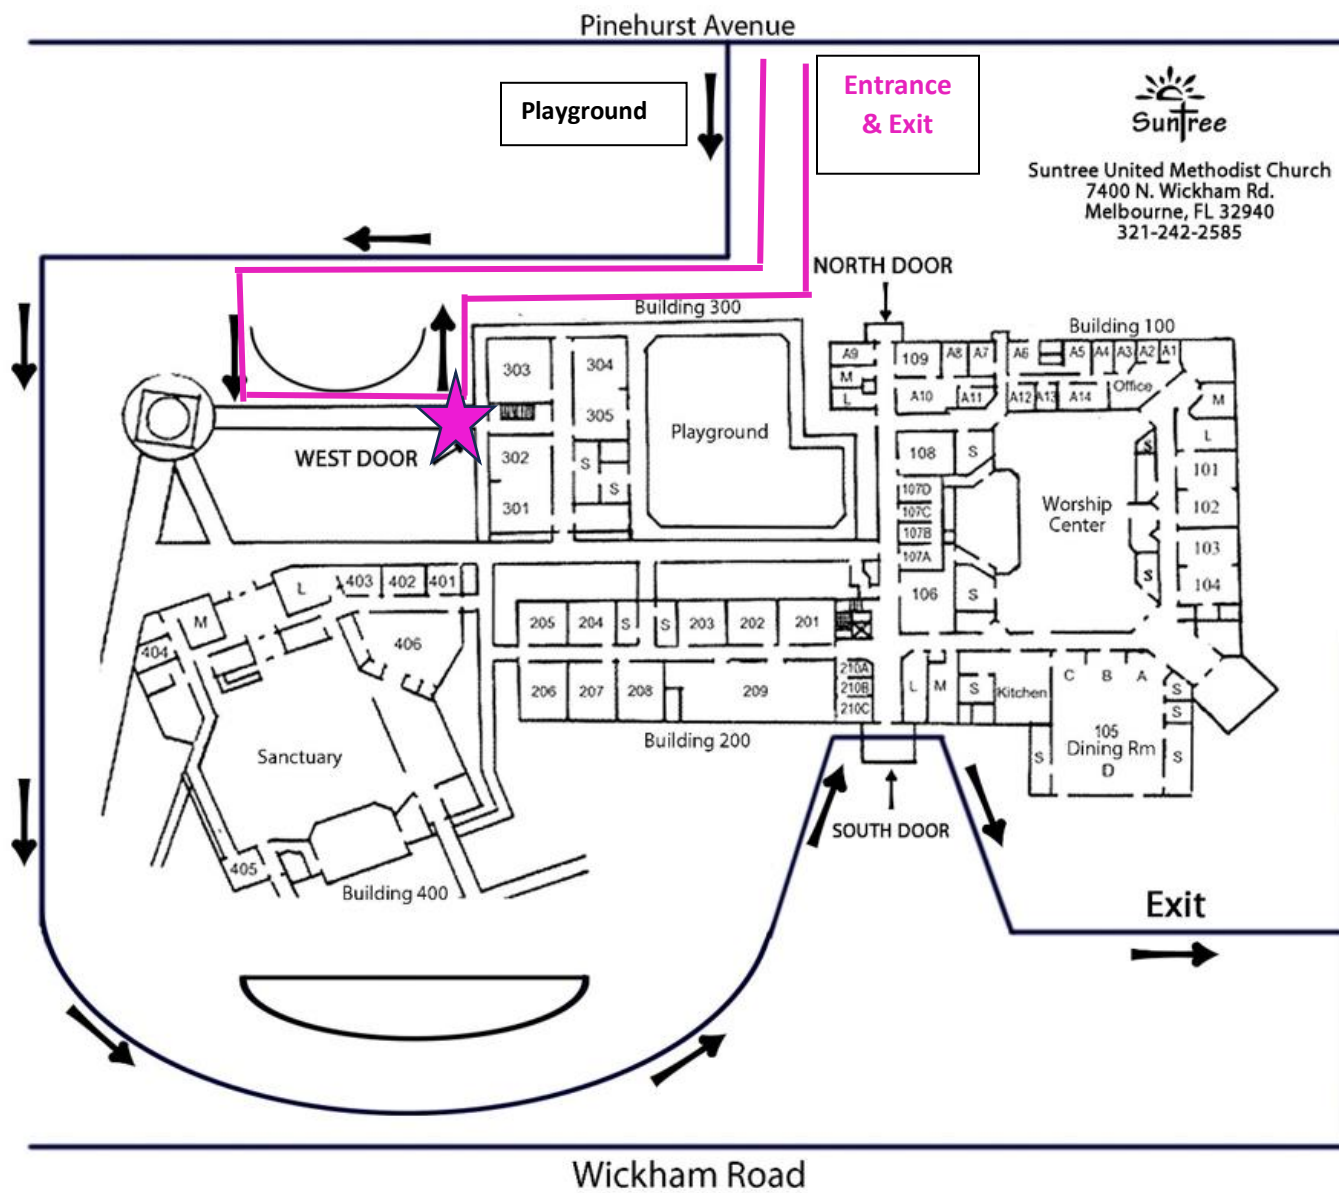 Pinehurst Avenue
Playground
Entrance
& Exit
Suntree
Suntree United Methodist Church
7400 N. Wickham Rd.
Melbourne, FL 32940
321-242-2585
NORTH DOOR
Building 300
Building 100
303
304
305
302
301
S
S
Playground
WEST DOOR
A9
109
A8
A7
A6
A5
A4
A3
A2
A1
M
L
A10
A11
A12
A13
A14
Office
M
L
108
S
S
101
102
103
104
107D
107C
107B
107A
106
S
S
Worship
Center
403
402
401
L
M
404
406
Sanctuary
405
Building 400
205
204
S
S
203
202
201
206
207
208
209
210A
210B
210C
Building 200
L
M
S
Kitchen
C
B
A
S
S
S
S
105
Dining Rm
D
SOUTH DOOR
Exit
Wickham Road